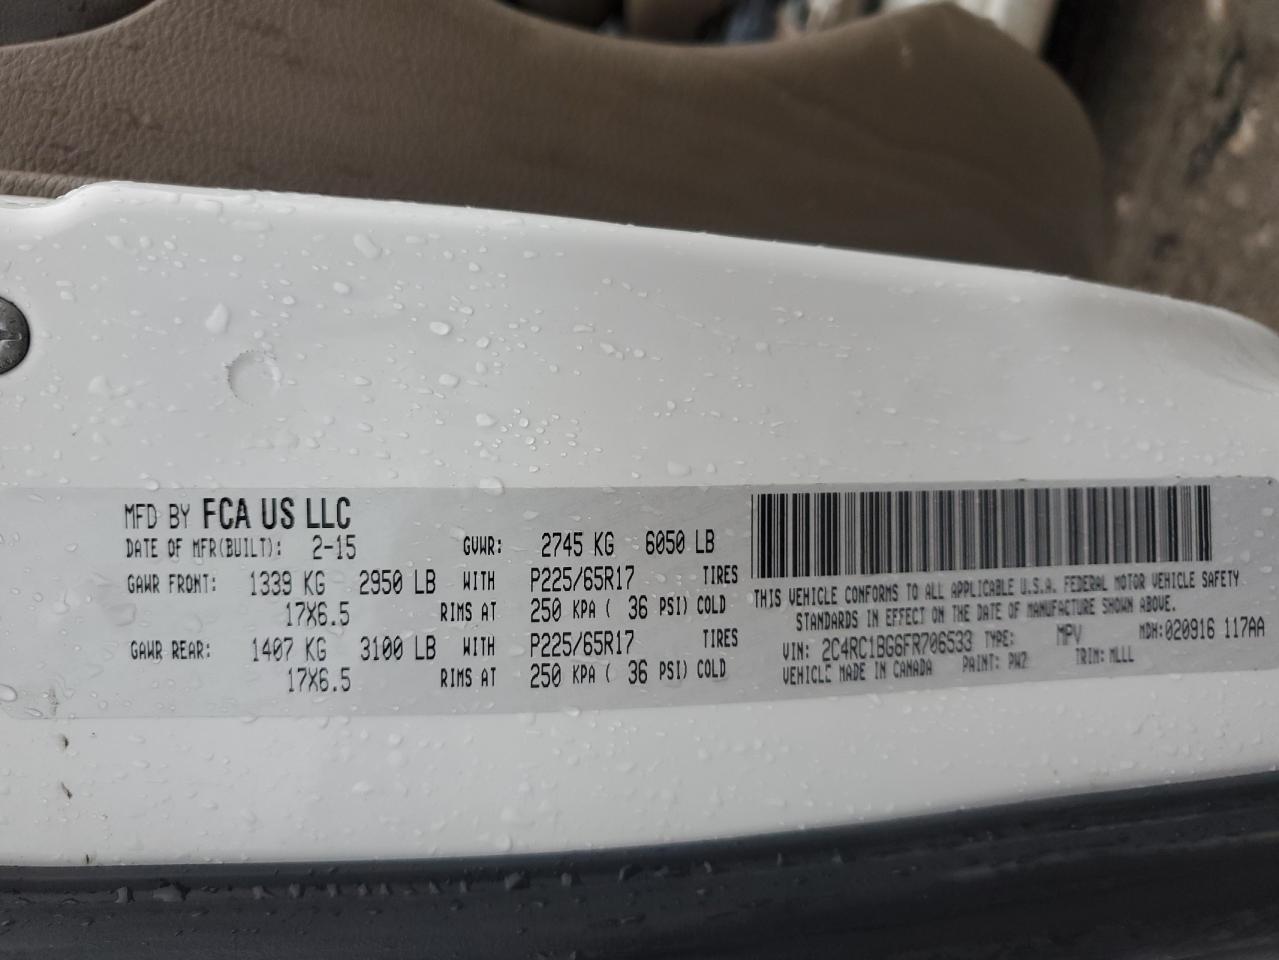 MFD BY FCA US LLC
DATE OF MFR(BUILT): 2-15 GVWR: 2745 KG 6050 LB
GAWR FRONT: 1339 KG 2950 LB WITH P225/65R17 TIRES
17X6.5 RIMS AT 250 KPA ( 36 PSI) COLD
GAWR REAR: 1407 KG 3100 LB WITH P225/65R17 TIRES
17X6.5 RIMS AT 250 KPA ( 36 PSI) COLD
THIS VEHICLE CONFORMS TO ALL APPLICABLE U.S.A. FEDERAL MOTOR VEHICLE SAFETY
STANDARDS IN EFFECT ON THE DATE OF MANUFACTURE SHOWN ABOVE.
VIN: 2C4RC1BG6FR706533 TYPE: MPV MDH:020916 117AA
VEHICLE MADE IN CANADA PAINT: PW7 TRIM: MLLL